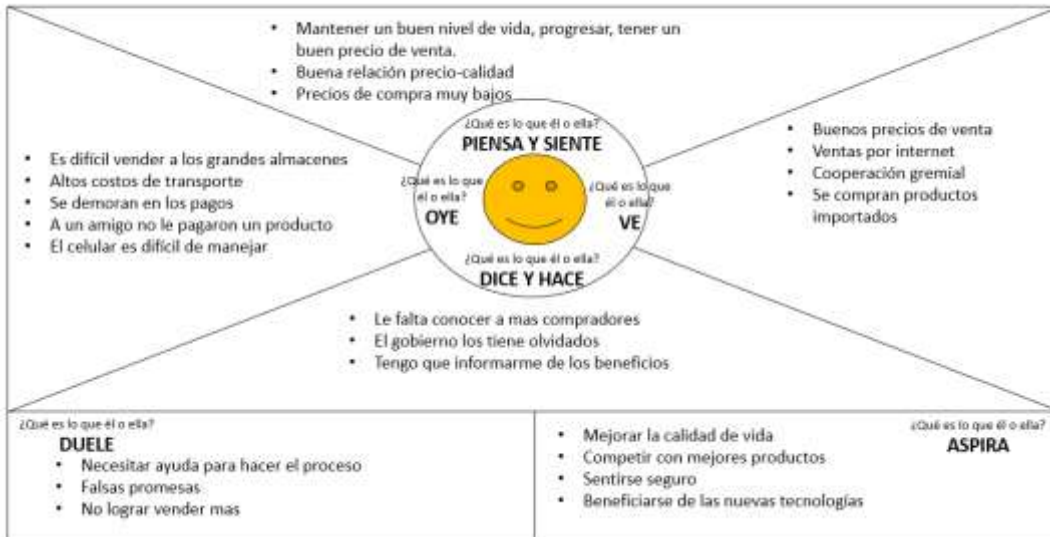 • Mantener un buen nivel de vida, progresar, tener un
buen precio de venta.
• Buena relación precio-calidad
• Precios de compra muy bajos
¿Qué es lo que él o ella?
PIENSA Y SIENTE
• Es difícil vender a los grandes almacenes
• Altos costos de transporte
• Se demoran en los pagos
• A un amigo no le pagaron un producto
• El celular es difícil de manejar
¿Qué es lo que
él o ella?
OYE
¿Qué es lo que
él o ella?
VE
• Buenos precios de venta
• Ventas por internet
• Cooperación gremial
• Se compran productos
importados
¿Qué es lo que él o ella?
DICE Y HACE
• Le falta conocer a mas compradores
• El gobierno los tiene olvidados
• Tengo que informarme de los beneficios
¿Qué es lo que él o ella?
DUELE
• Necesitar ayuda para hacer el proceso
• Falsas promesas
• No lograr vender mas
¿Qué es lo que él o ella?
ASPIRA
• Mejorar la calidad de vida
• Competir con mejores productos
• Sentirse seguro
• Beneficiarse de las nuevas tecnologías